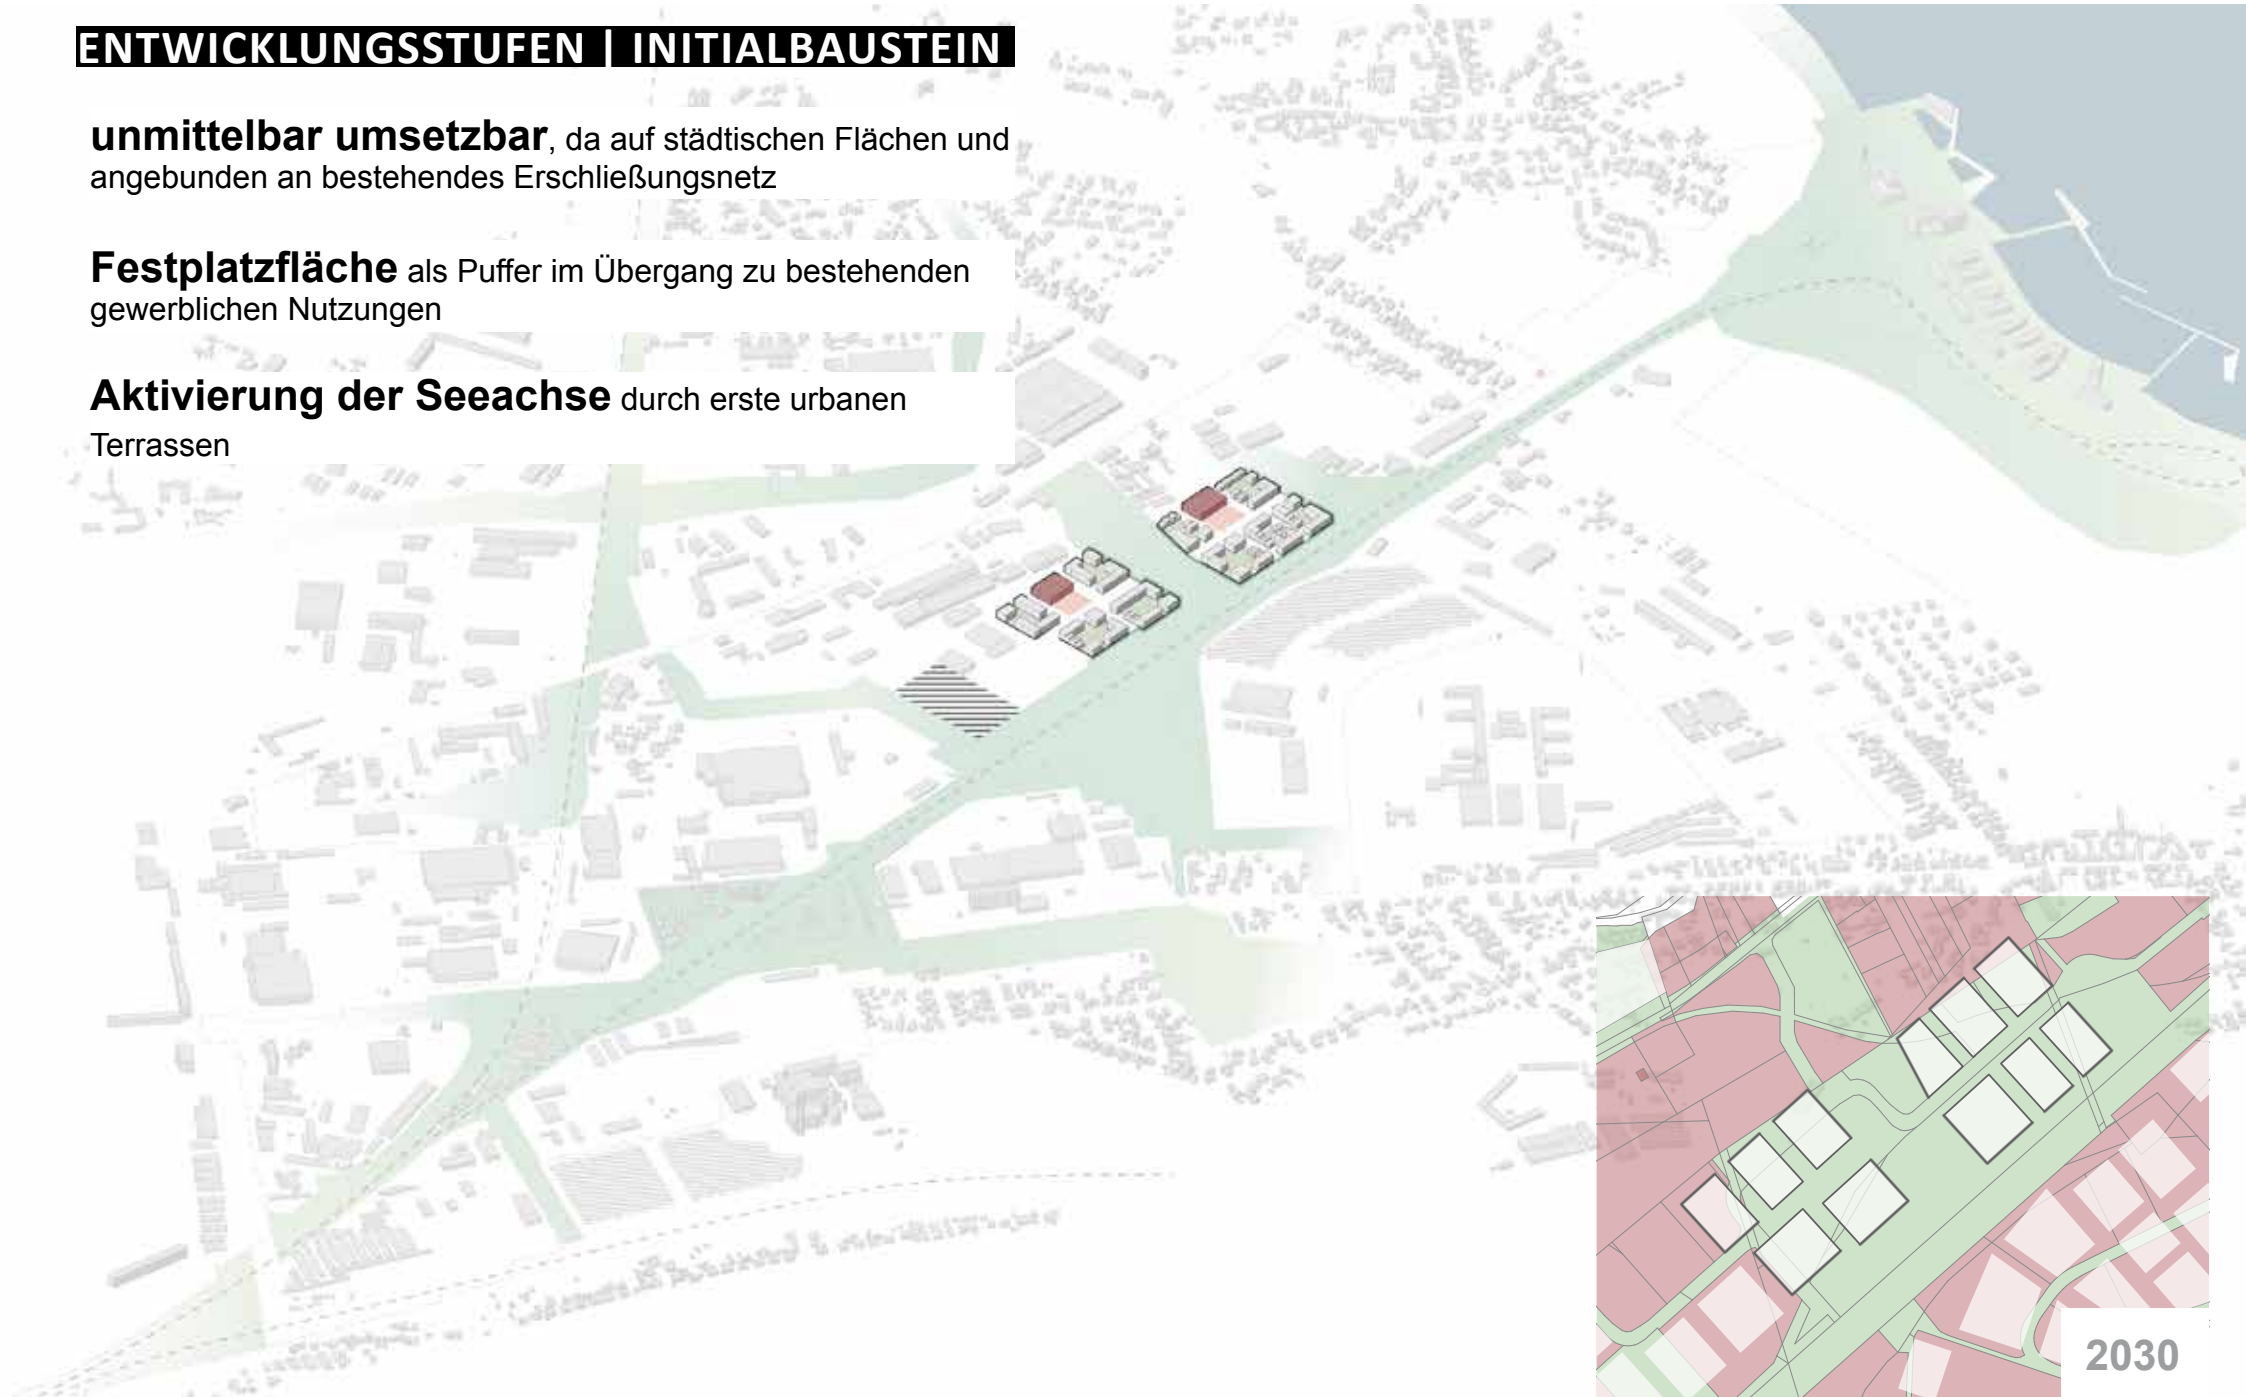 ENTWICKLUNGSSTUFEN | INITIALBAUSTEIN
unmittelbar umsetzbar, da auf städtischen Flächen und
angebunden an bestehendes Erschließungsnetz
Festplatzfläche als Puffer im Übergang zu bestehenden
gewerblichen Nutzungen
Aktivierung der Seeachse durch erste urbanen
Terrassen
2030